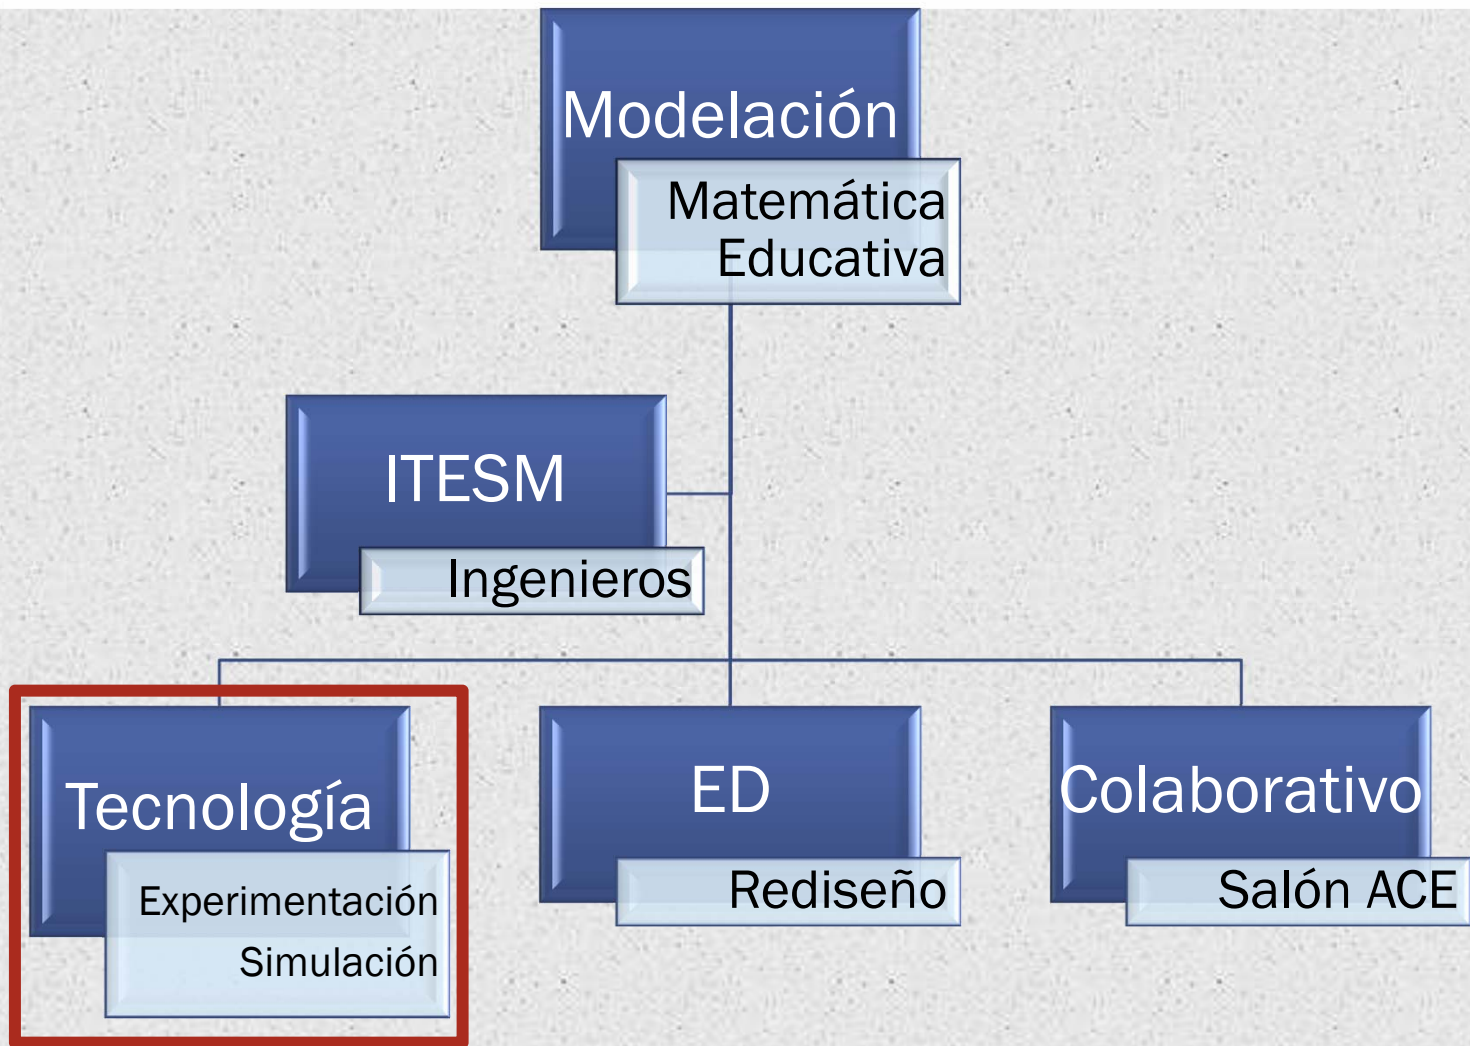 Modelación
Matemática
Educativa
ITESM
Ingenieros
Tecnología
Experimentación
Simulación
ED
Rediseño
Colaborativo
Salón ACE